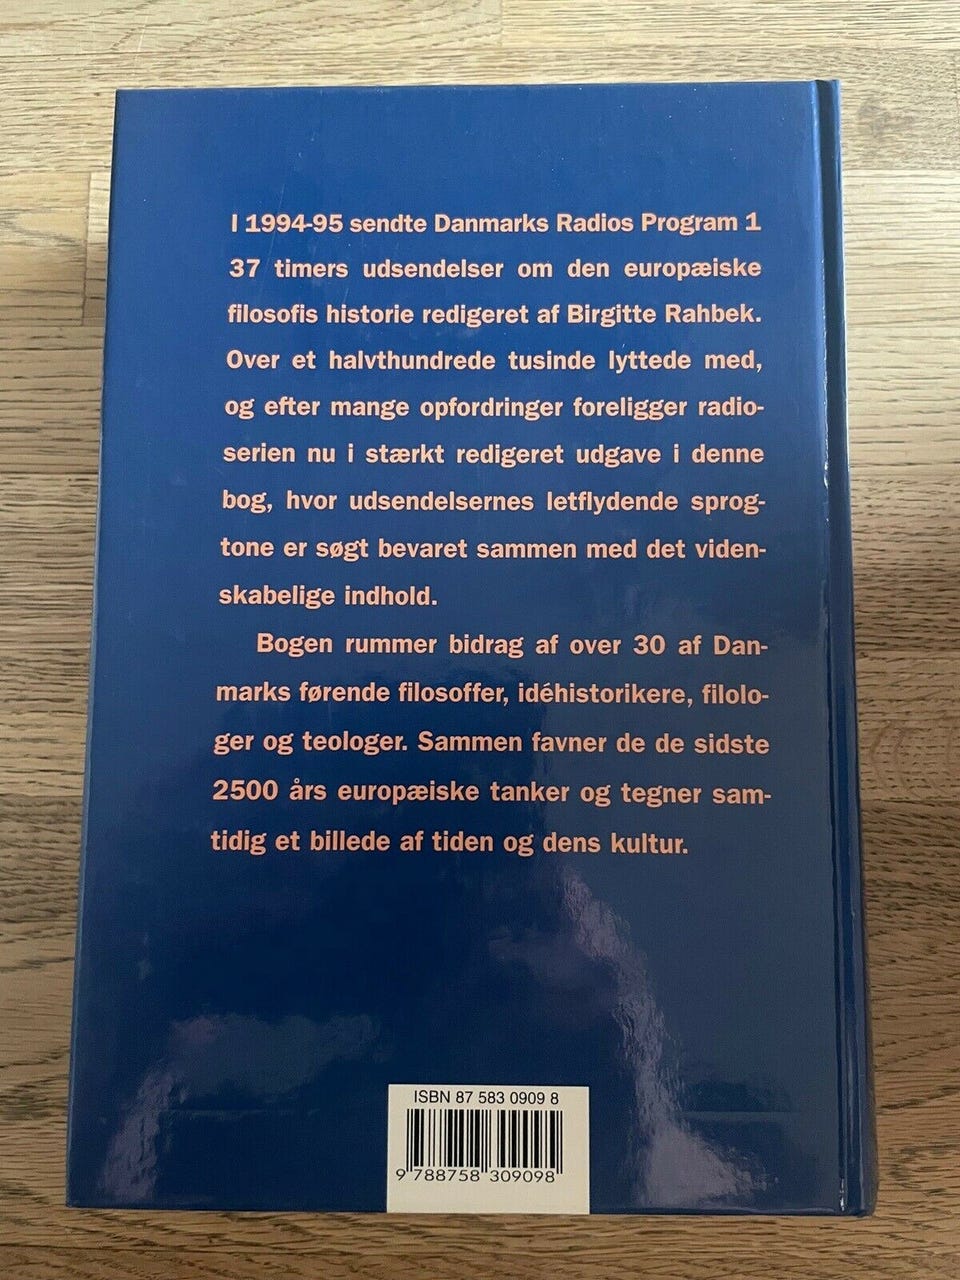 I 1994-95 sendte Danmarks Radios Program 1
37 timers udsendelser om den europæiske
filosofis historie redigeret af Birgitte Rahbek.
Over et halvthundrede tusinde lyttede med,
og efter mange opfordringer foreligger radio-
serien nu i stærkt redigeret udgave i denne
bog, hvor udsendelsernes letflydende sprog-
tone er søgt bevaret sammen med det viden-
skabelige indhold.
Bogen rummer bidrag af over 30 af Dan-
marks førende filosoffer, idéhistorikere, filolo-
ger og teologer. Sammen favner de de sidste
2500 års europæiske tanker og tegner sam-
tidig et billede af tiden og dens kultur.
ISBN 87 583 0909 8
9 788758 309098